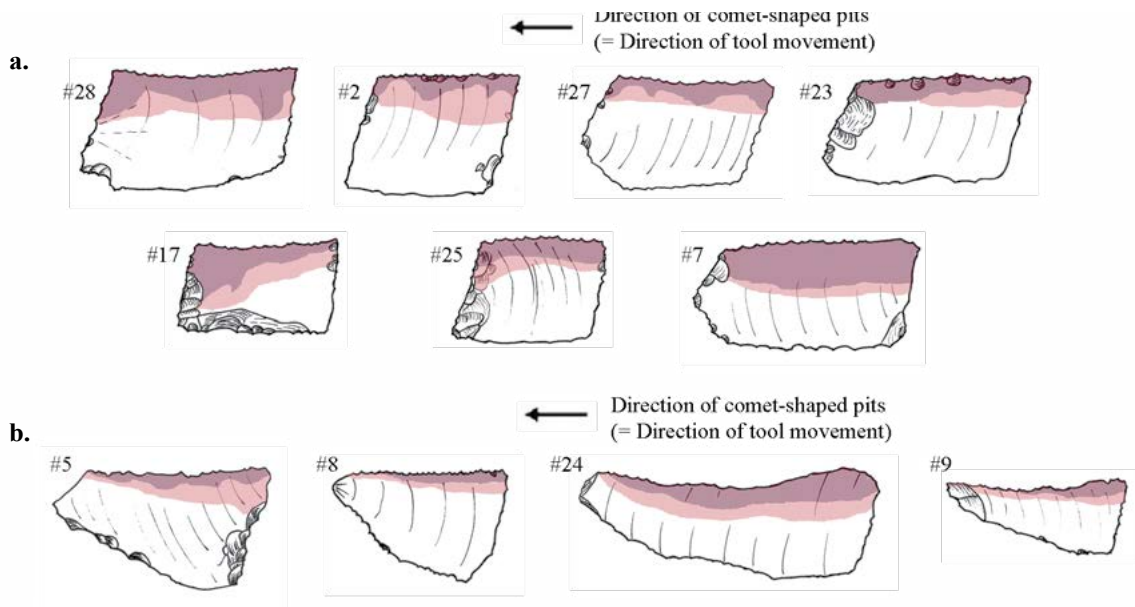 Direction of comet-shaped pits
(= Direction of tool movement)
a.
#28 #2 #27 #23
#17 #25 #7
Direction of comet-shaped pits
(= Direction of tool movement)
b.
#5 #8 #24 #9